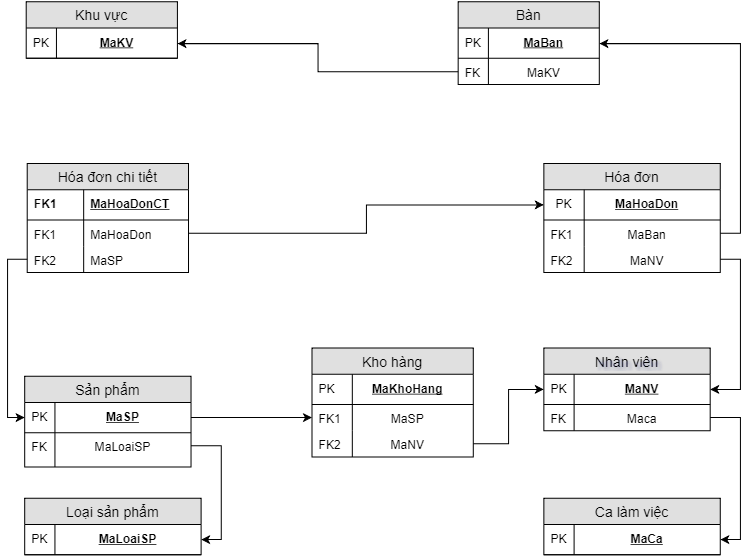 Khu vực
PK MaKV
Bàn
PK MaBan
FK MaKV
Hóa đơn chi tiết
FK1 MaHoaDonCT
FK1 MaHoaDon
FK2 MaSP
Hóa đơn
PK MaHoaDon
FK1 MaBan
FK2 MaNV
Sản phẩm
PK MaSP
FK MaLoaiSP
Kho hàng
PK MaKhoHang
FK1 MaSP
FK2 MaNV
Nhân viên
PK MaNV
FK Maca
Loại sản phẩm
PK MaLoaiSP
Ca làm việc
PK MaCa